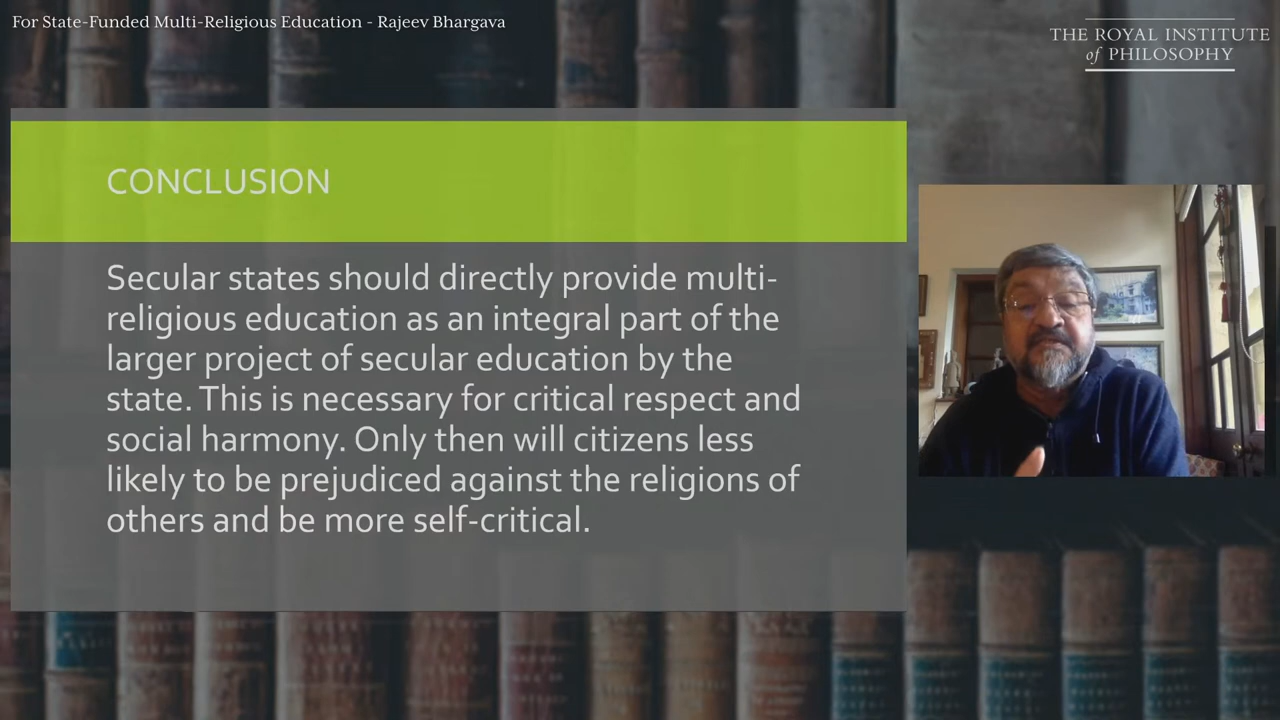 For State-Funded Multi-Religious Education - Rajeev Bhargava
THE ROYAL INSTITUTE
of PHILOSOPHY
CONCLUSION
Secular states should directly provide multi-
religious education as an integral part of the
larger project of secular education by the
state. This is necessary for critical respect and
social harmony. Only then will citizens less
likely to be prejudiced against the religions of
others and be more self-critical.